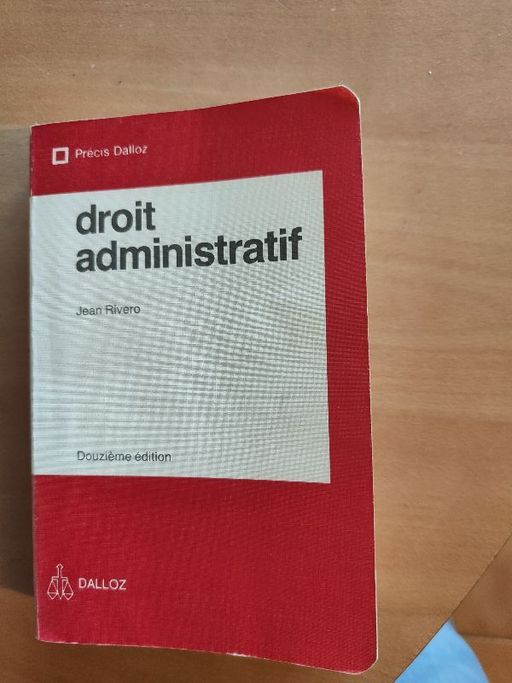 Précis Dalloz
droit
administratif
Jean Rivero
Douzième édition
DALLOZ